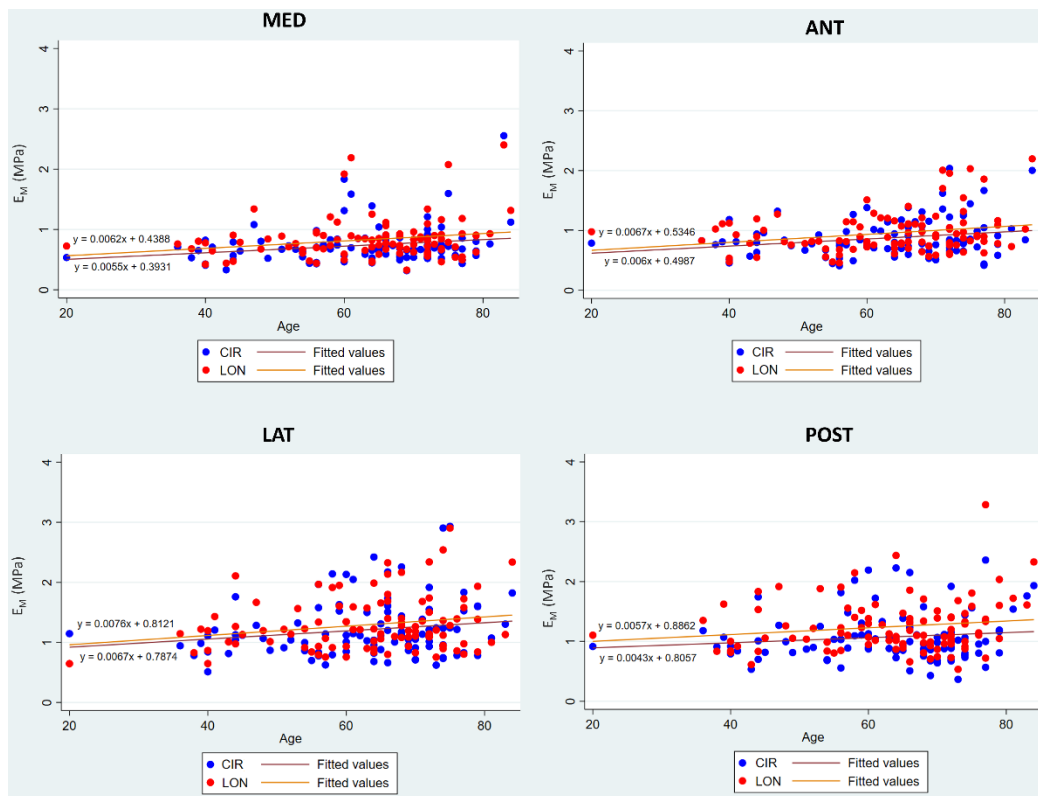 MED
E_M (MPa)
4
3
2
1
0
y = 0.0062x + 0.4388
y = 0.0055x + 0.3931
20
40
60
80
Age
CIR
Fitted values
LON
Fitted values
ANT
E_M (MPa)
4
3
2
1
0
y = 0.0067x + 0.5346
y = 0.006x + 0.4987
20
40
60
80
Age
CIR
Fitted values
LON
Fitted values
LAT
E_M (MPa)
4
3
2
1
0
y = 0.0076x + 0.8121
y = 0.0067x + 0.7874
20
40
60
80
Age
CIR
Fitted values
LON
Fitted values
POST
E_M (MPa)
4
3
2
1
0
y = 0.0057x + 0.8862
y = 0.0043x + 0.8057
20
40
60
80
Age
CIR
Fitted values
LON
Fitted values